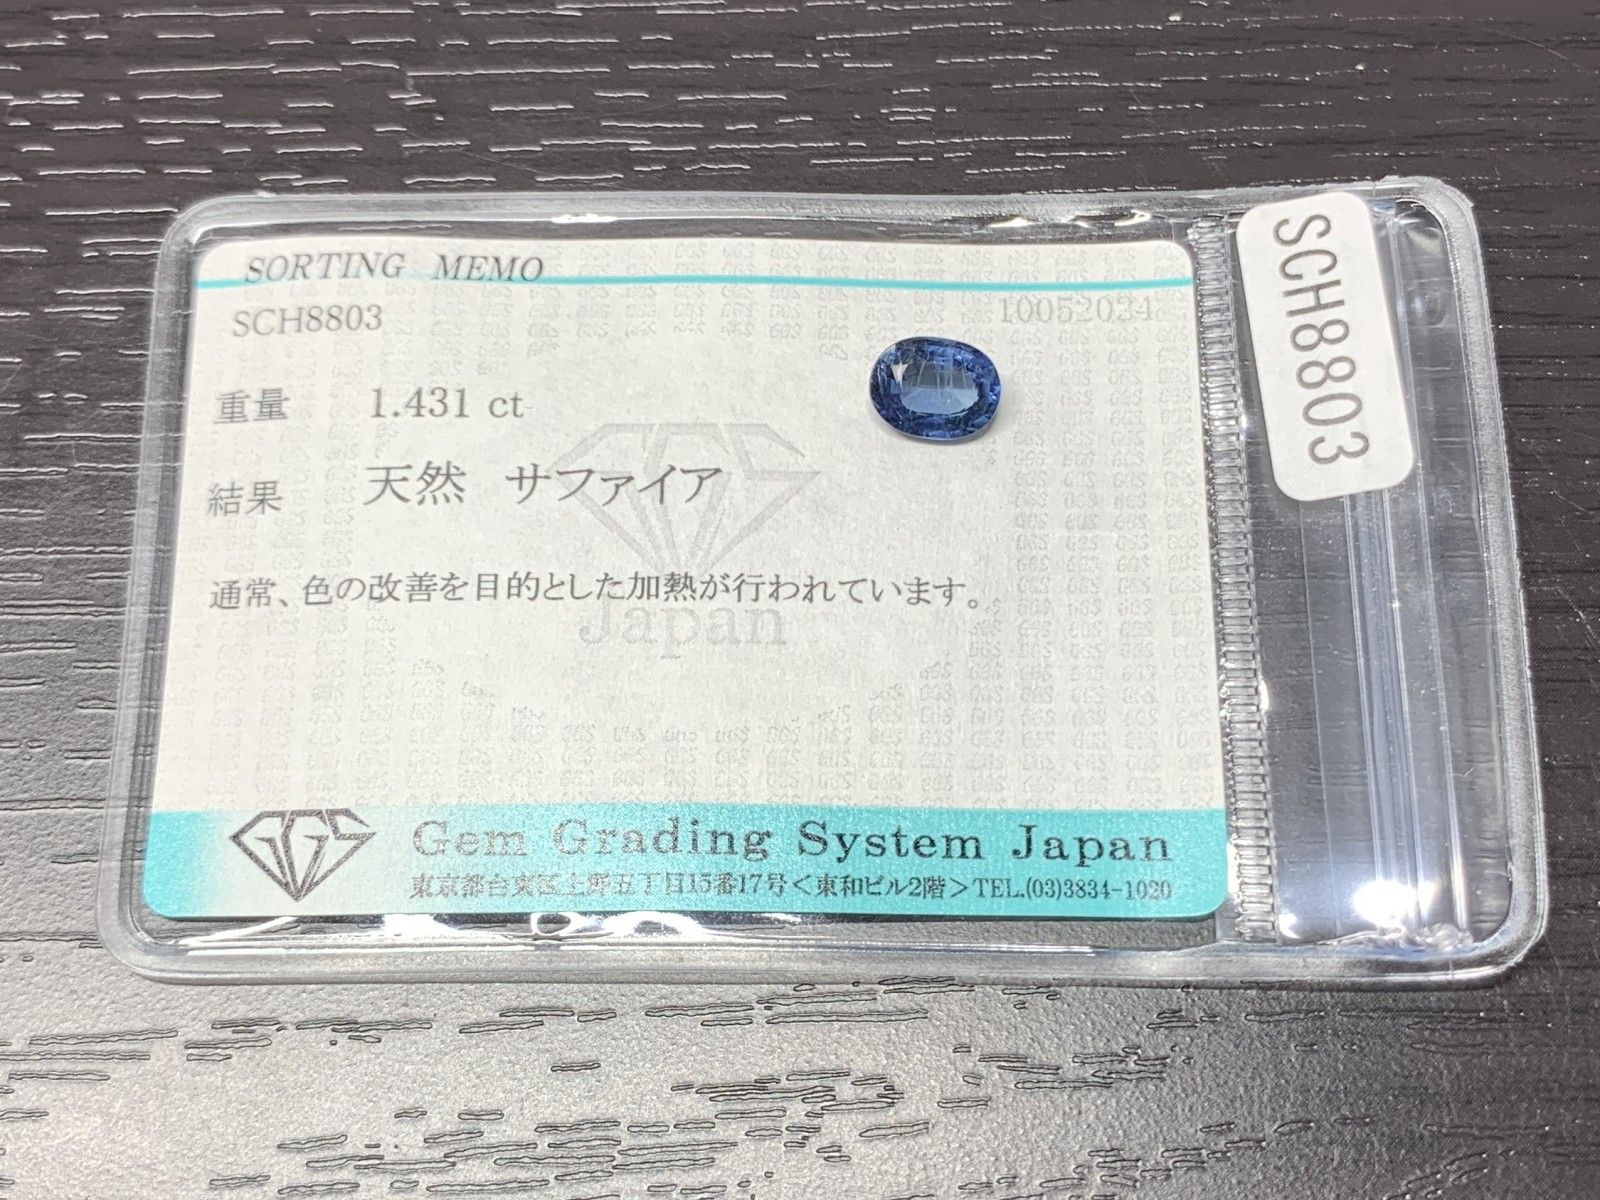 SORTING MEMO
SCH8803 10052034
重量 1.431 ct
結果 天然 サファイア
通常、色の改善を目的とした加熱が行われています。
Japan
GGS Gem Grading System Japan
東京都台東区上野五丁目15番17号<東和ビル2階>TEL.(03)3834-1020
SCH8803